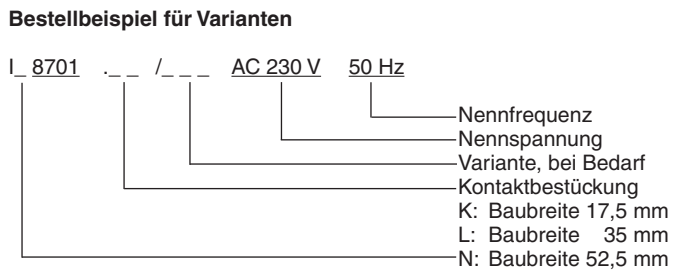 Bestellbeispiel für Varianten
I_ 8701 ._ _ /_ _ _ AC 230 V 50 Hz
Nennfrequenz
Nennspannung
Variante, bei Bedarf
Kontaktbestückung
K: Baubreite 17,5 mm
L: Baubreite 35 mm
N: Baubreite 52,5 mm